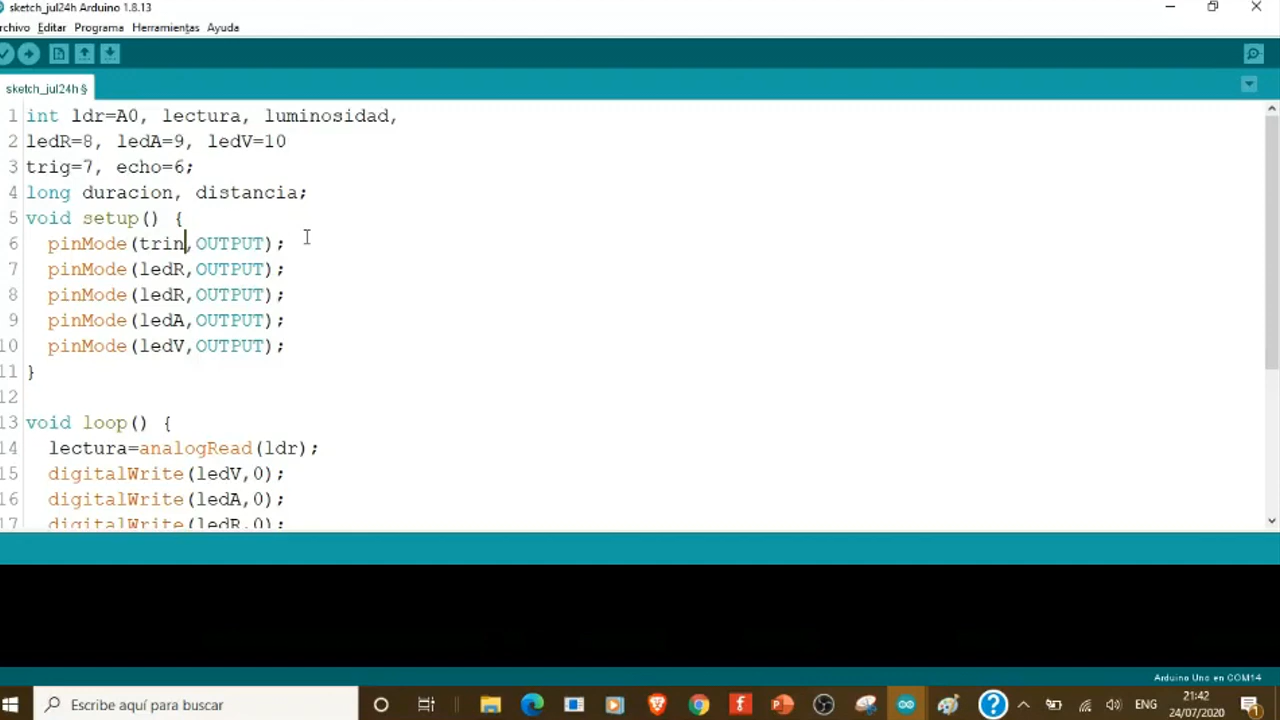 sketch_jul24h Arduino 1.8.13
rchivo Editar Programa Herramientas Ayuda
sketch_jul24h §
1 int ldr=A0, lectura, luminosidad,
2 ledR=8, ledA=9, ledV=10
3 trig=7, echo=6;
4 long duracion, distancia;
5 void setup() {
6 pinMode(trin,OUTPUT);
7 pinMode(ledR,OUTPUT);
8 pinMode(ledR,OUTPUT);
9 pinMode(ledA,OUTPUT);
10 pinMode(ledV,OUTPUT);
11 }
12
13 void loop() {
14 lectura=analogRead(ldr);
15 digitalWrite(ledV,0);
16 digitalWrite(ledA,0);
17 digitalWrite(ledR,0);
Arduino Uno en COM14
Escribe aquí para buscar
ENG
21:42
24/07/2020
1